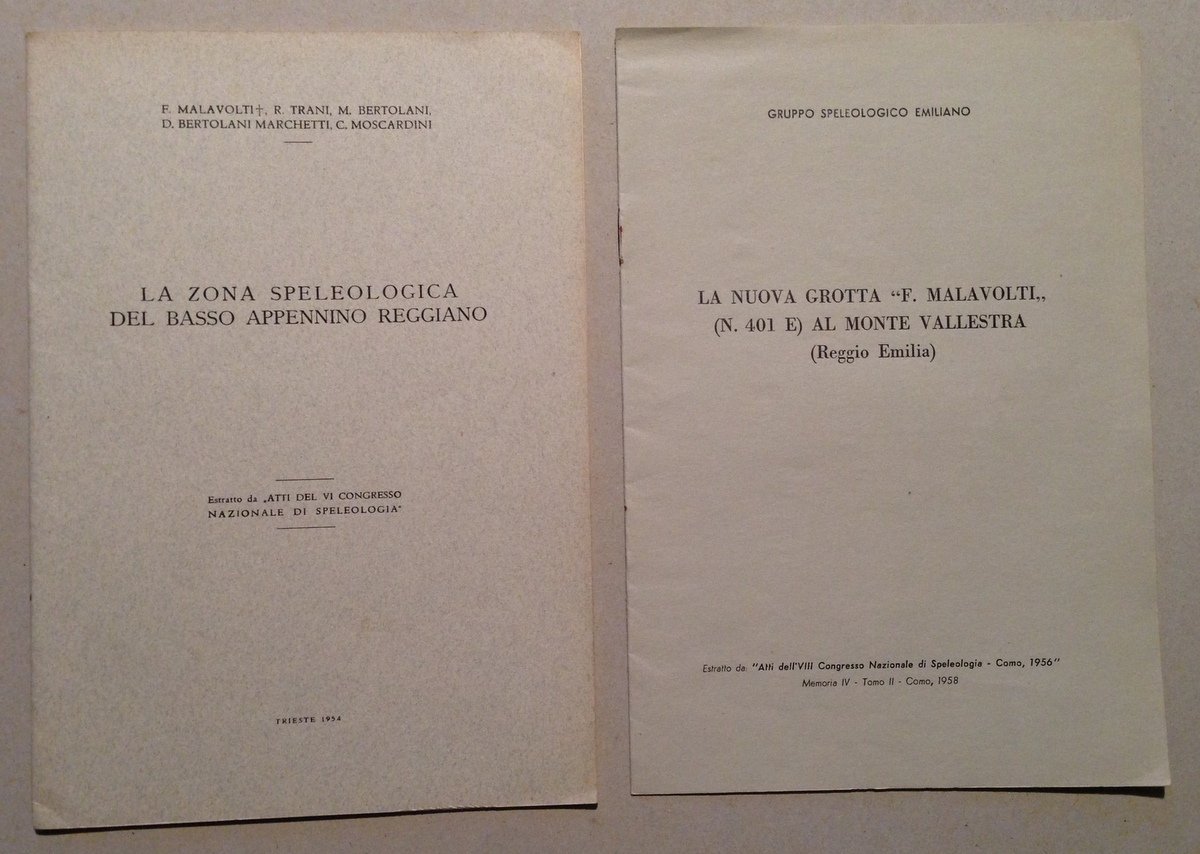 F. MALAVOLTI†, R. TRANI, M. BERTOLANI,
D. BERTOLANI MARCHETTI, C. MOSCARDINI
LA ZONA SPELEOLOGICA
DEL BASSO APPENNINO REGGIANO
Estratto da „ATTI DEL VI CONGRESSO
NAZIONALE DI SPELEOLOGIA"
TRIESTE 1954
GRUPPO SPELEOLOGICO EMILIANO
LA NUOVA GROTTA “F. MALAVOLTI„
(N. 401 E) AL MONTE VALLESTRA
(Reggio Emilia)
Estratto da: "Atti dell'VIII Congresso Nazionale di Speleologia - Como, 1956"
Memoria IV - Tomo II - Como, 1958